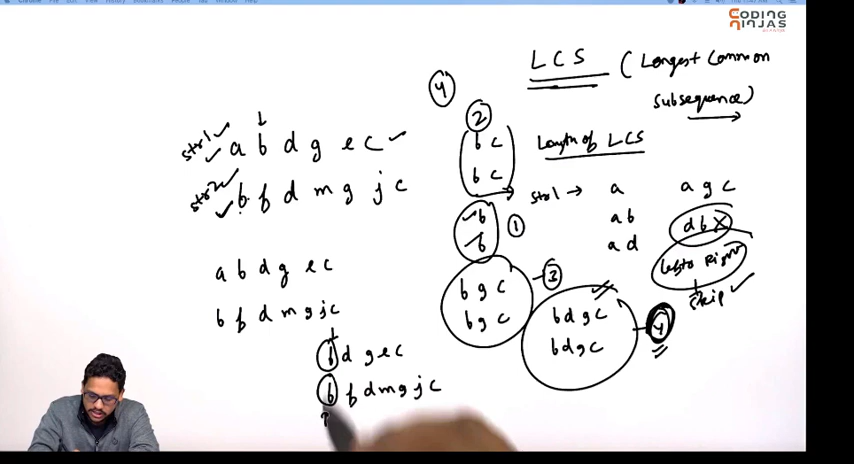 CODING NINJAS
LCS (Longest Common
subsequence)
4
2
b c
b c
Length of LCS
str1 a b d g e c
str2 b f d m g j c
str1 → a
a b
a d
a g c
d b X
left to Right
skip
b
b
1
a b d g e c
b f d m g j c
b g c
b g c
3
b d g c
b d g c
4
b d g e c
b f d m g j c